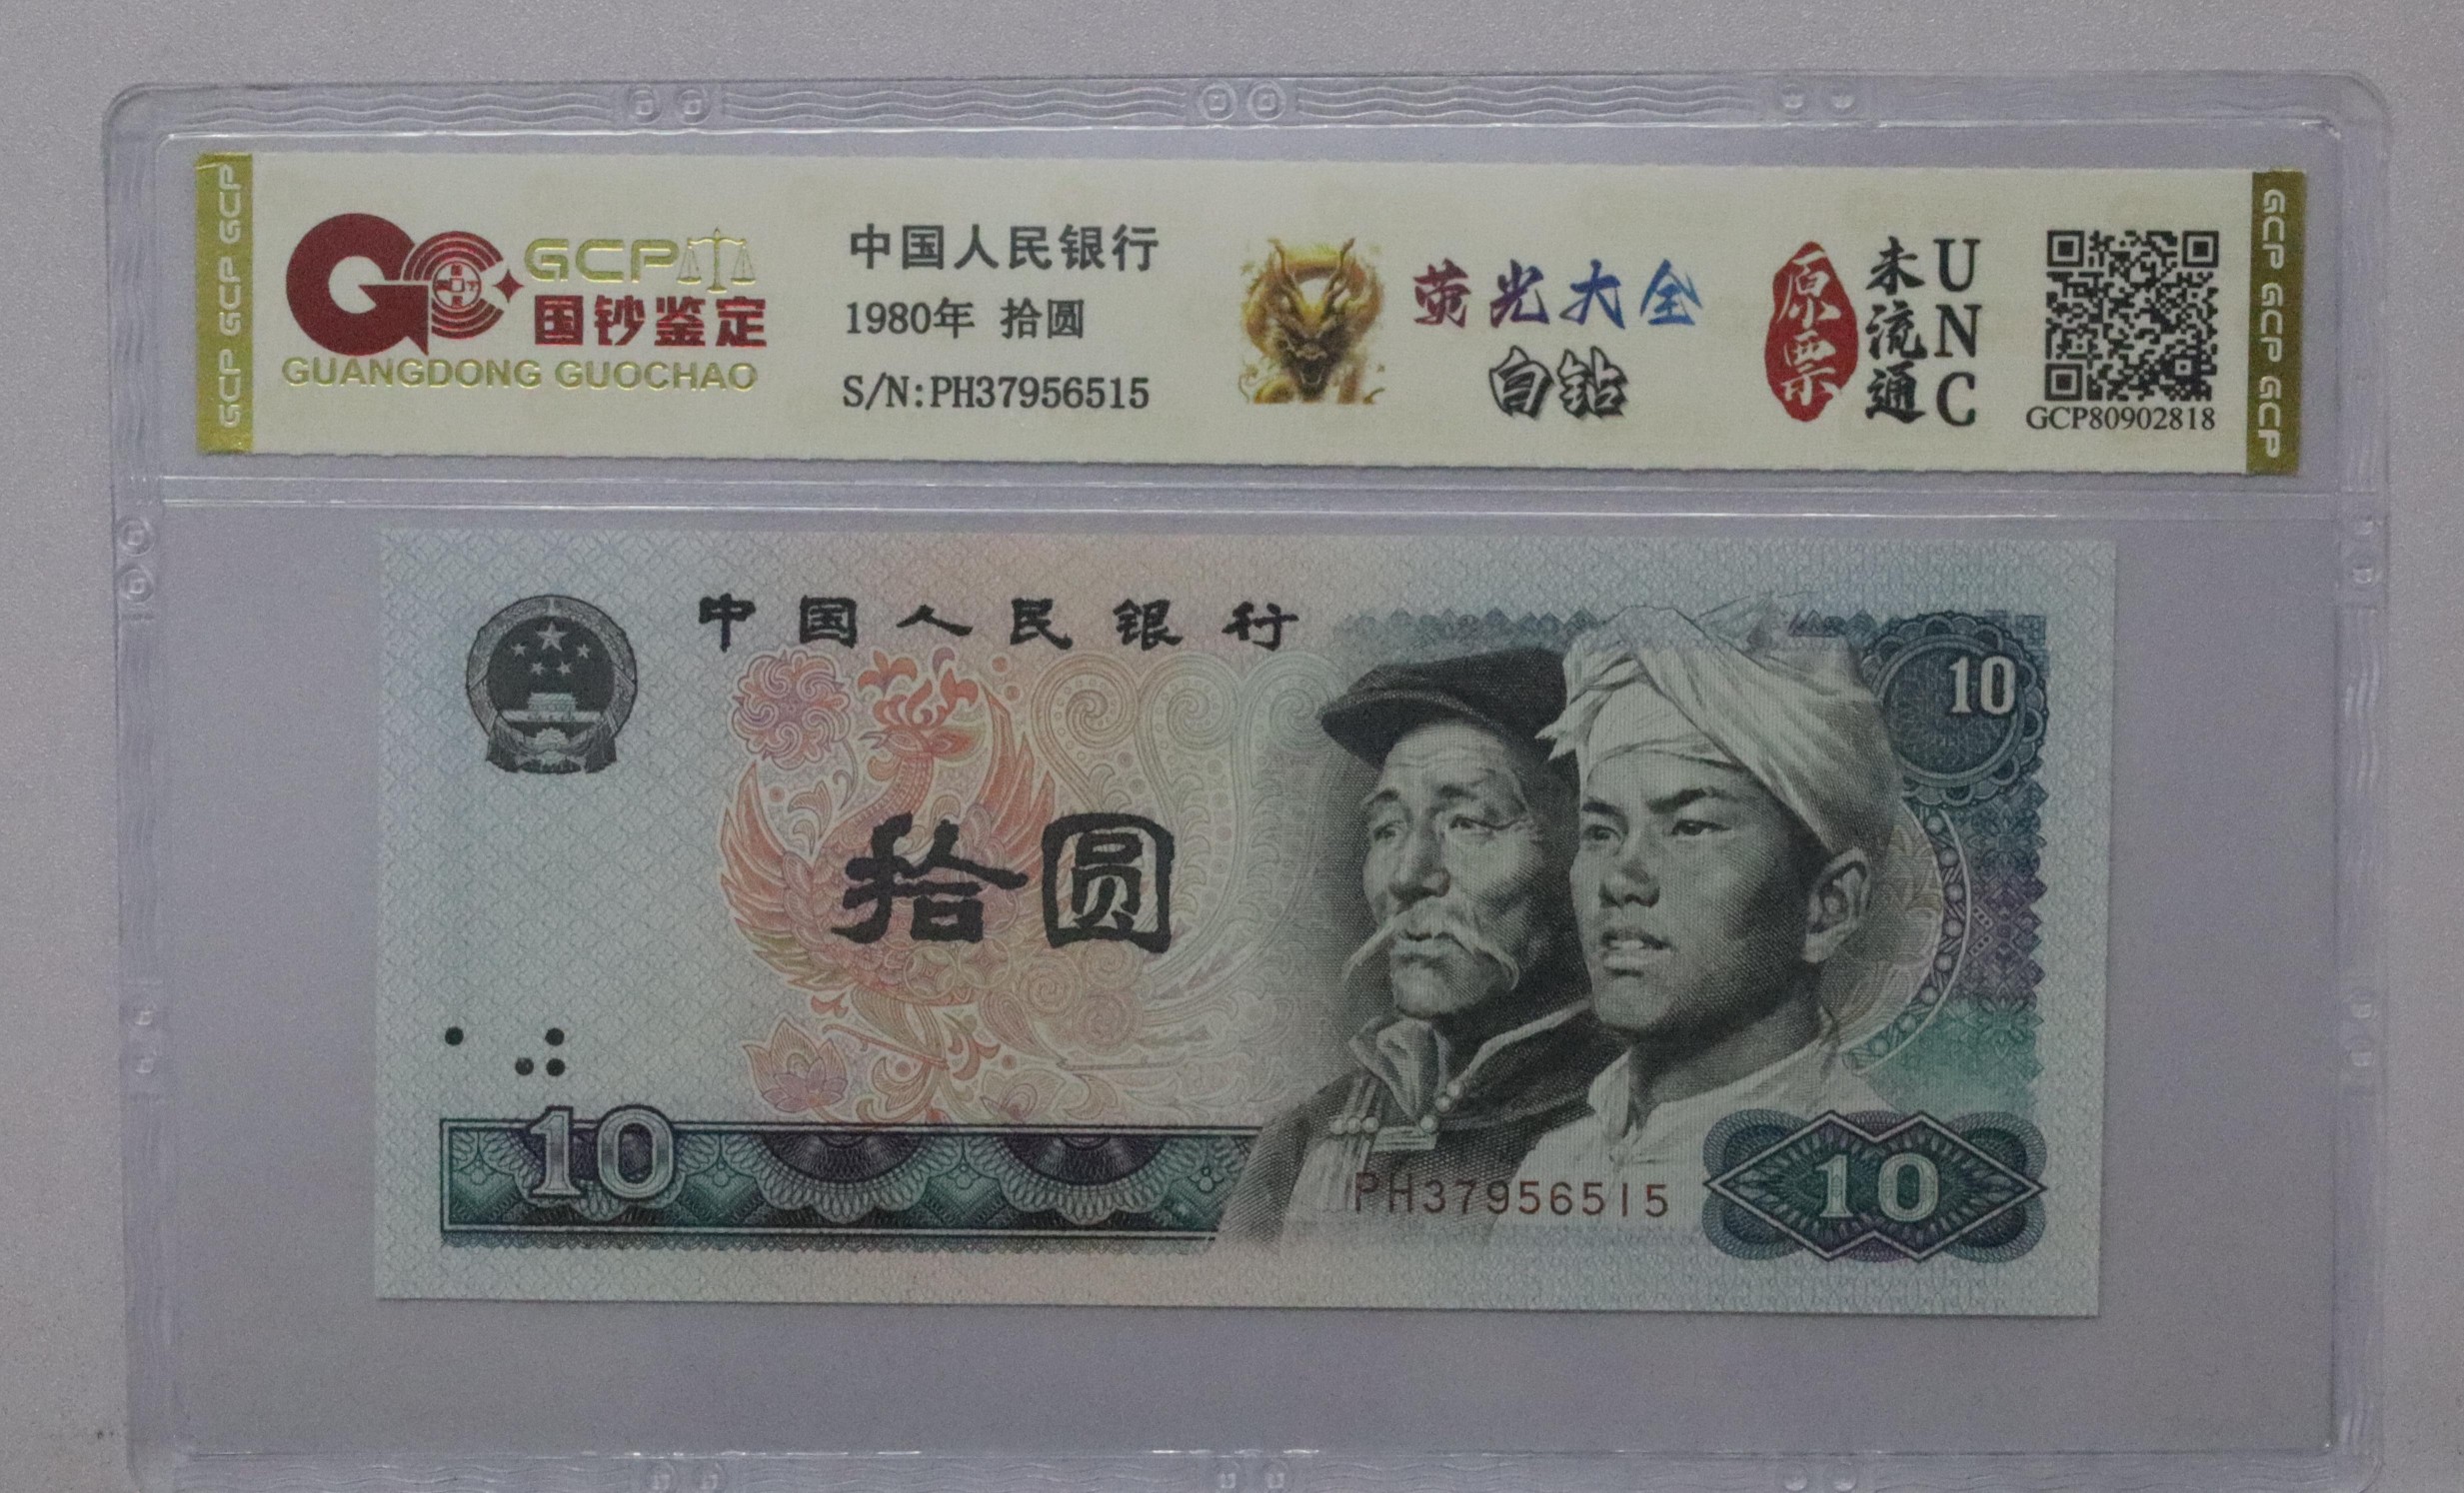 GCP GCP GCP
GCP
国钞鉴定
GUANGDONG GUOCHAO
中国人民银行
1980年 拾圆
S/N:PH37956515
荧光大全
白钻
原票
未流通
UNC
GCP80902818
GCP GCP GCP
中国人民银行
10
拾圆
10
PH37956515
10